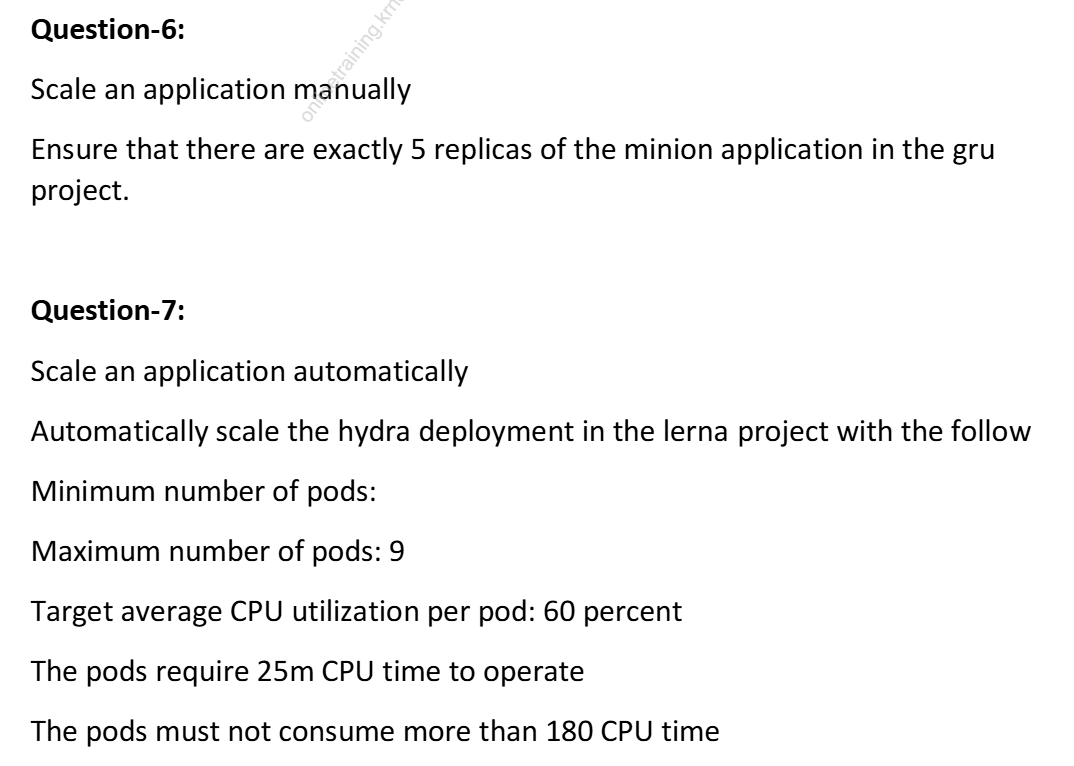 Question-6:
Scale an application manually
Ensure that there are exactly 5 replicas of the minion application in the gru
project.
Question-7:
Scale an application automatically
Automatically scale the hydra deployment in the lerna project with the follow
Minimum number of pods:
Maximum number of pods: 9
Target average CPU utilization per pod: 60 percent
The pods require 25m CPU time to operate
The pods must not consume more than 180 CPU time